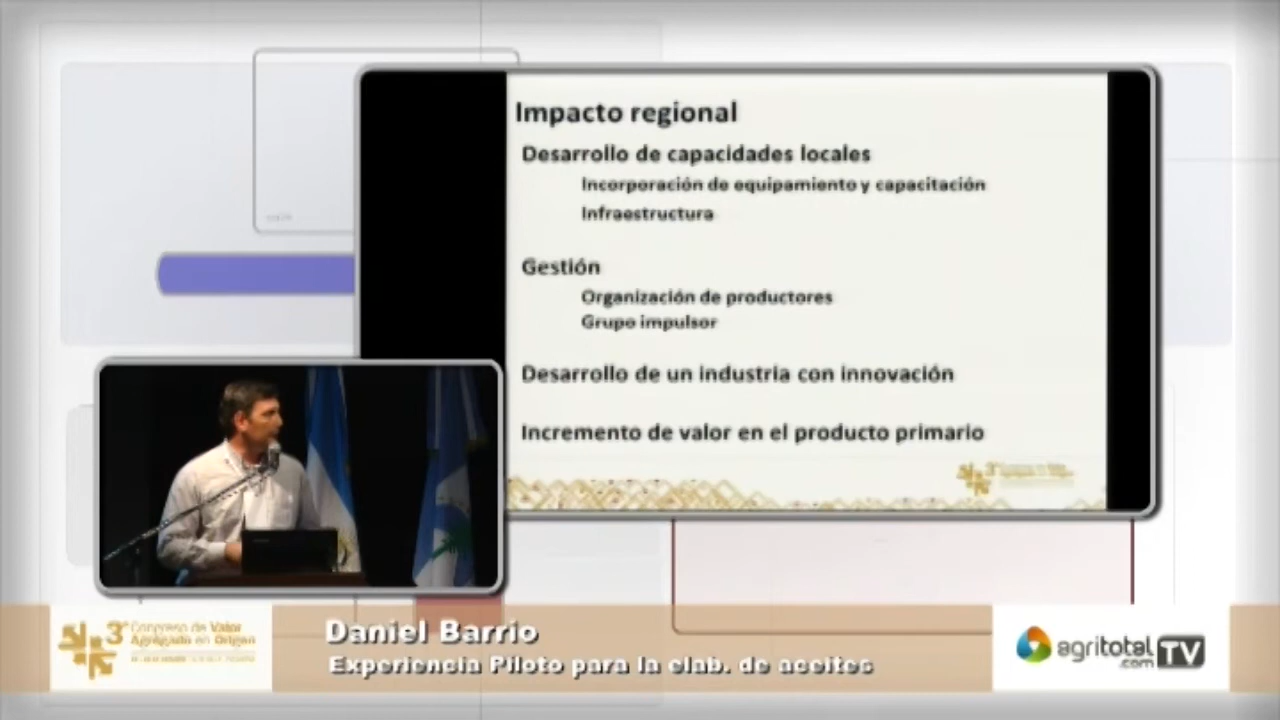 Impacto regional
Desarrollo de capacidades locales
Incorporación de equipamiento y capacitación
Infraestructura
Gestión
Organización de productores
Grupo impulsor
Desarrollo de un industria con innovación
Incremento de valor en el producto primario
3°
3° Congreso de Valor
Agregado en Origen
Daniel Barrio
Experiencia Piloto para la elab. de aceites
agritotal
.com
TV